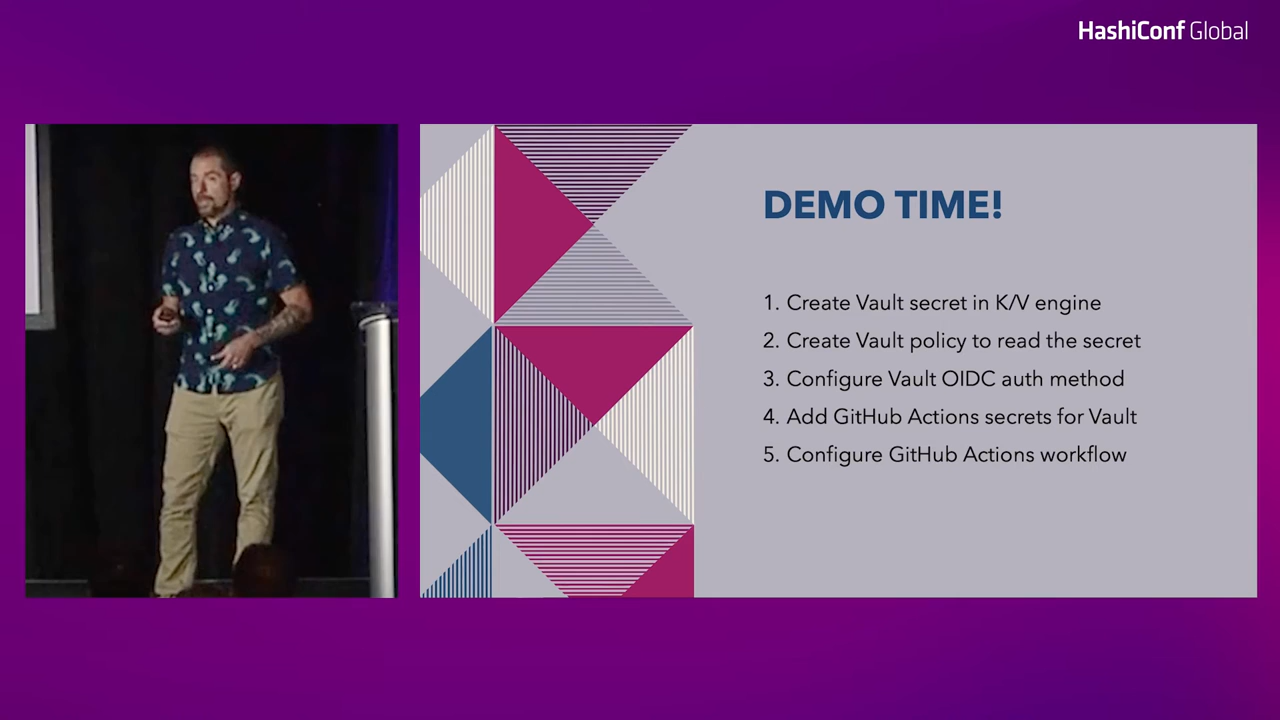 HashiConf Global
DEMO TIME!
1. Create Vault secret in K/V engine
2. Create Vault policy to read the secret
3. Configure Vault OIDC auth method
4. Add GitHub Actions secrets for Vault
5. Configure GitHub Actions workflow